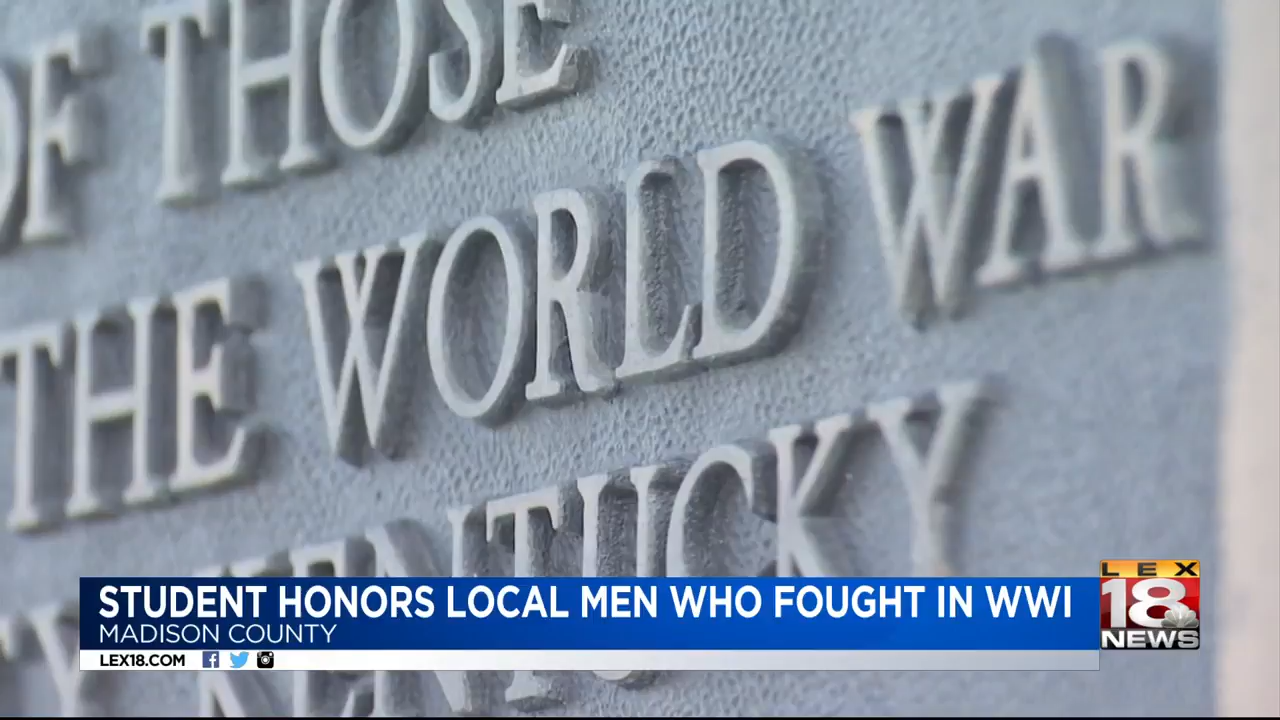 OF THOSE
THE WORLD WAR
KENTUCKY
STUDENT HONORS LOCAL MEN WHO FOUGHT IN WWI
MADISON COUNTY
LEX18.COM
LEX
18
NEWS